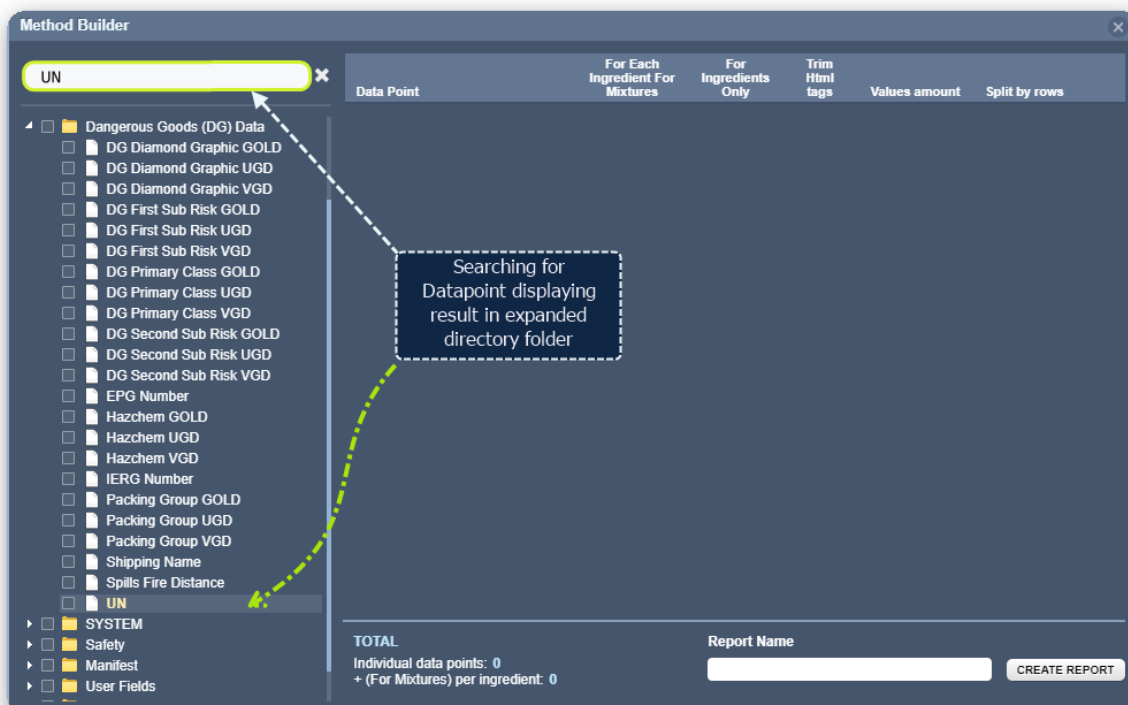 Method Builder
UN
Data Point
For Each
Ingredient For
Mixtures
For
Ingredients
Only
Trim
Html
tags
Values amount
Split by rows
Dangerous Goods (DG) Data
DG Diamond Graphic GOLD
DG Diamond Graphic UGD
DG Diamond Graphic VGD
DG First Sub Risk GOLD
DG First Sub Risk UGD
DG First Sub Risk VGD
DG Primary Class GOLD
DG Primary Class UGD
DG Primary Class VGD
DG Second Sub Risk GOLD
DG Second Sub Risk UGD
DG Second Sub Risk VGD
EPG Number
Hazchem GOLD
Hazchem UGD
Hazchem VGD
IERG Number
Packing Group GOLD
Packing Group UGD
Packing Group VGD
Shipping Name
Spills Fire Distance
UN
SYSTEM
Safety
Manifest
User Fields
Searching for
Datapoint displaying
result in expanded
directory folder
TOTAL
Individual data points: 0
+ (For Mixtures) per ingredient: 0
Report Name
CREATE REPORT